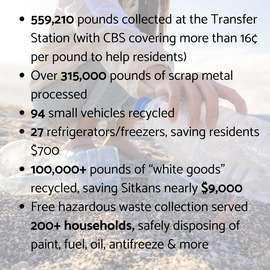 • 559,210 pounds collected at the Transfer
Station (with CBS covering more than 16¢
per pound to help residents)
• Over 315,000 pounds of scrap metal
processed
• 94 small vehicles recycled
• 27 refrigerators/freezers, saving residents
$700
• 100,000+ pounds of “white goods”
recycled, saving Sitkans nearly $9,000
• Free hazardous waste collection served
200+ households, safely disposing of
paint, fuel, oil, antifreeze & more